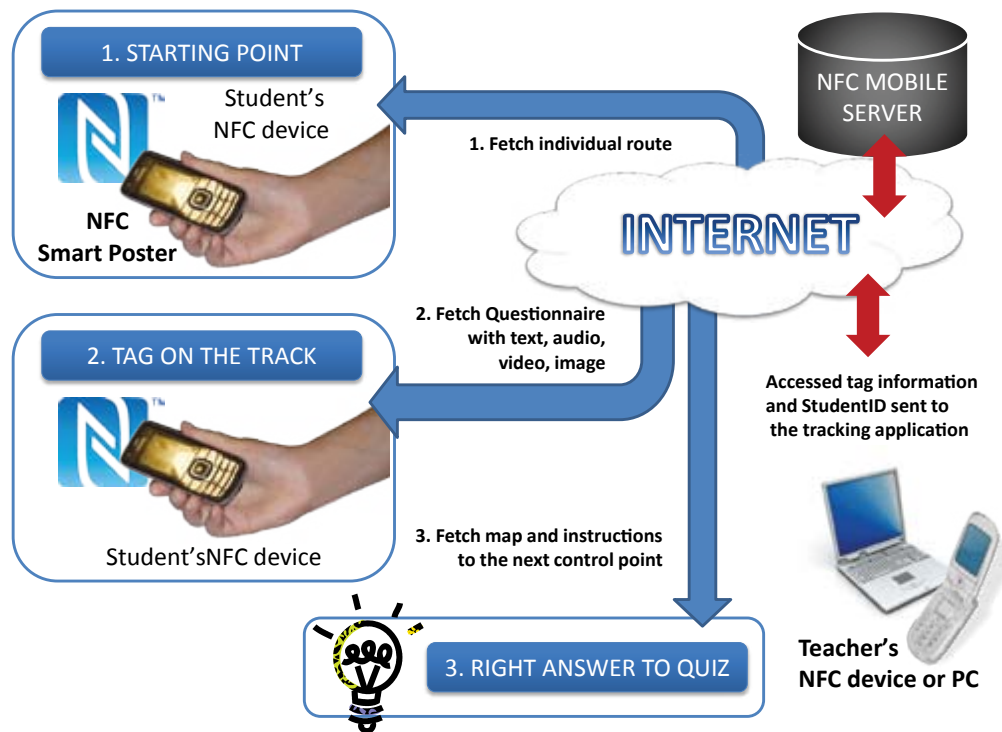 1. STARTING POINT
™
Student's
NFC device
NFC
Smart Poster
1. Fetch individual route
NFC MOBILE
SERVER
INTERNET
2. TAG ON THE TRACK
™
Student'sNFC device
2. Fetch Questionnaire
with text, audio,
video, image
Accessed tag information
and StudentID sent to
the tracking application
3. Fetch map and instructions
to the next control point
3. RIGHT ANSWER TO QUIZ
Teacher's
NFC device or PC